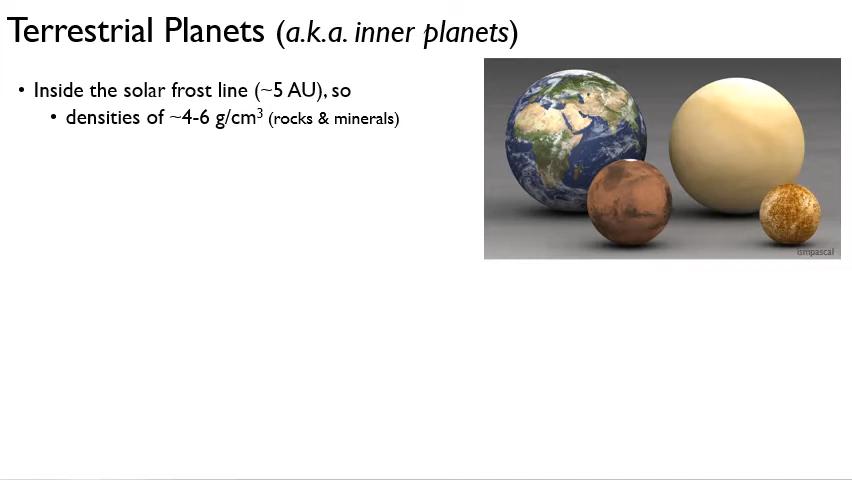 Terrestrial Planets (a.k.a. inner planets)
• Inside the solar frost line (~5 AU), so
• densities of ~4-6 g/cm³ (rocks & minerals)
ismpascal